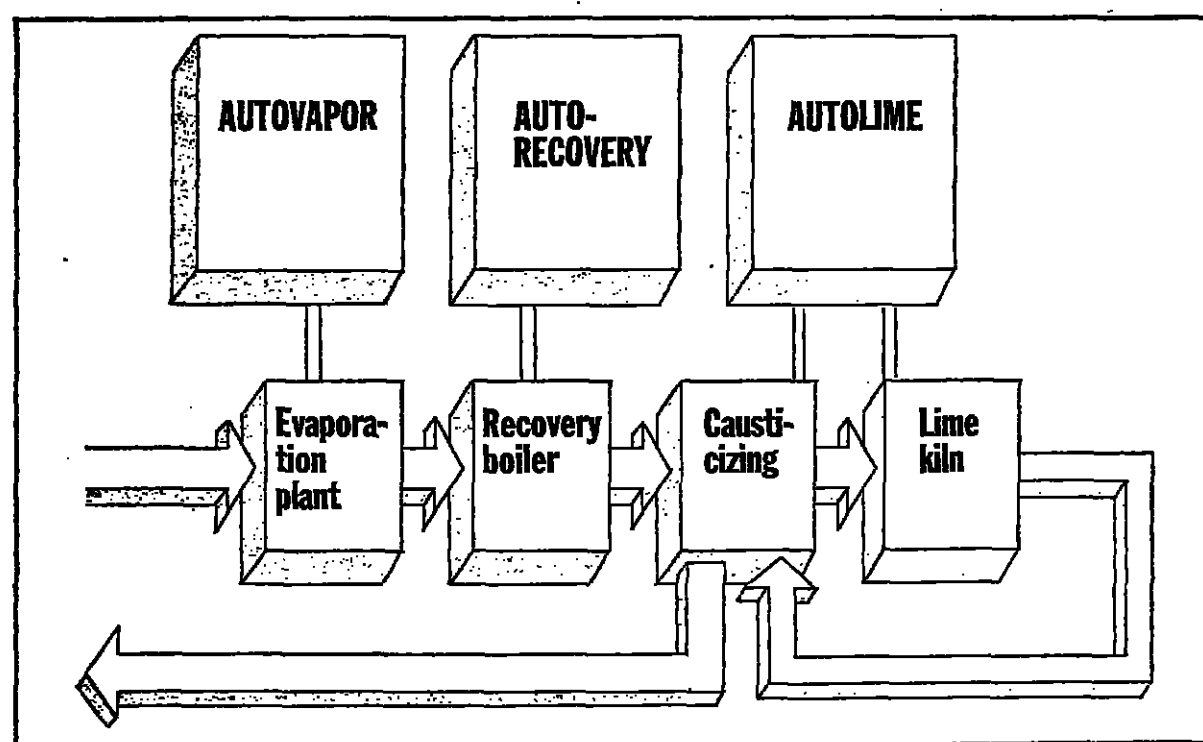 AUTOVAPOR
AUTO-
RECOVERY
AUTOLIME
Evapora-
tion
plant
Recovery
boiler
Causti-
cizing
Lime
kiln